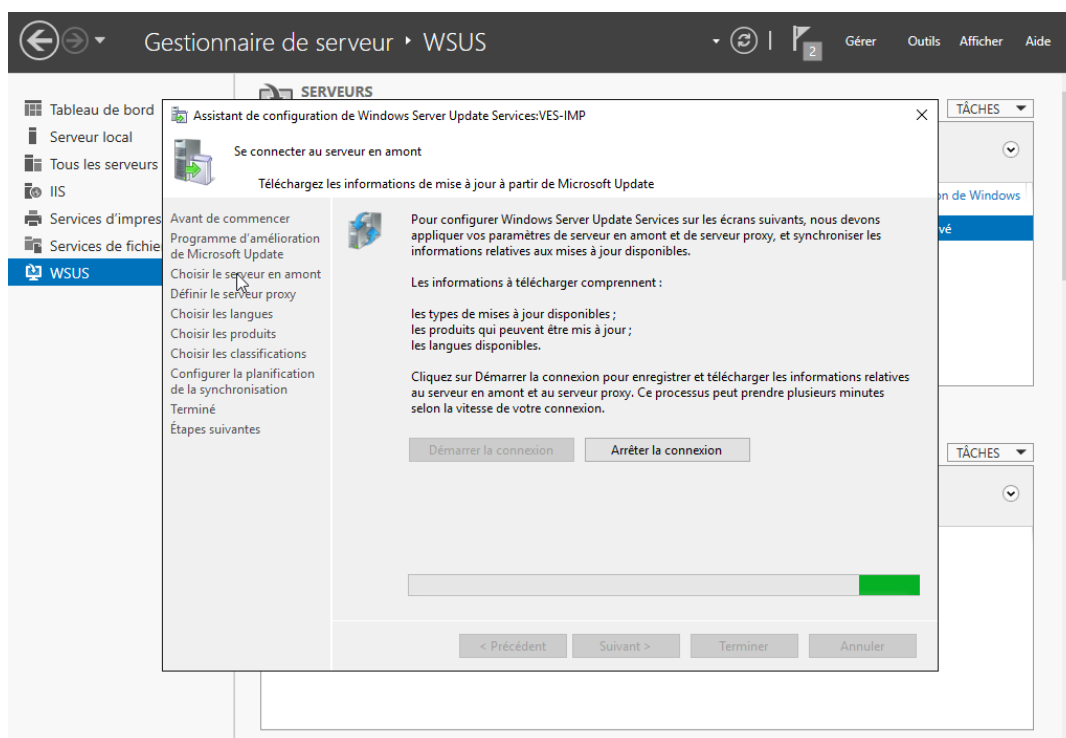 Gestionnaire de serveur ‣ WSUS
2
Gérer
Outils
Afficher
Aide
Tableau de bord
Serveur local
Tous les serveurs
IIS
Services d'impres
Services de fichie
WSUS
SERVEURS
TÂCHES
on de Windows
vé
TÂCHES
Assistant de configuration de Windows Server Update Services:VES-IMP
Se connecter au serveur en amont
Téléchargez les informations de mise à jour à partir de Microsoft Update
Avant de commencer
Programme d'amélioration
de Microsoft Update
Choisir le serveur en amont
Définir le serveur proxy
Choisir les langues
Choisir les produits
Choisir les classifications
Configurer la planification
de la synchronisation
Terminé
Étapes suivantes
Pour configurer Windows Server Update Services sur les écrans suivants, nous devons
appliquer vos paramètres de serveur en amont et de serveur proxy, et synchroniser les
informations relatives aux mises à jour disponibles.
Les informations à télécharger comprennent :
les types de mises à jour disponibles ;
les produits qui peuvent être mis à jour ;
les langues disponibles.
Cliquez sur Démarrer la connexion pour enregistrer et télécharger les informations relatives
au serveur en amont et au serveur proxy. Ce processus peut prendre plusieurs minutes
selon la vitesse de votre connexion.
Démarrer la connexion
Arrêter la connexion
< Précédent
Suivant >
Terminer
Annuler